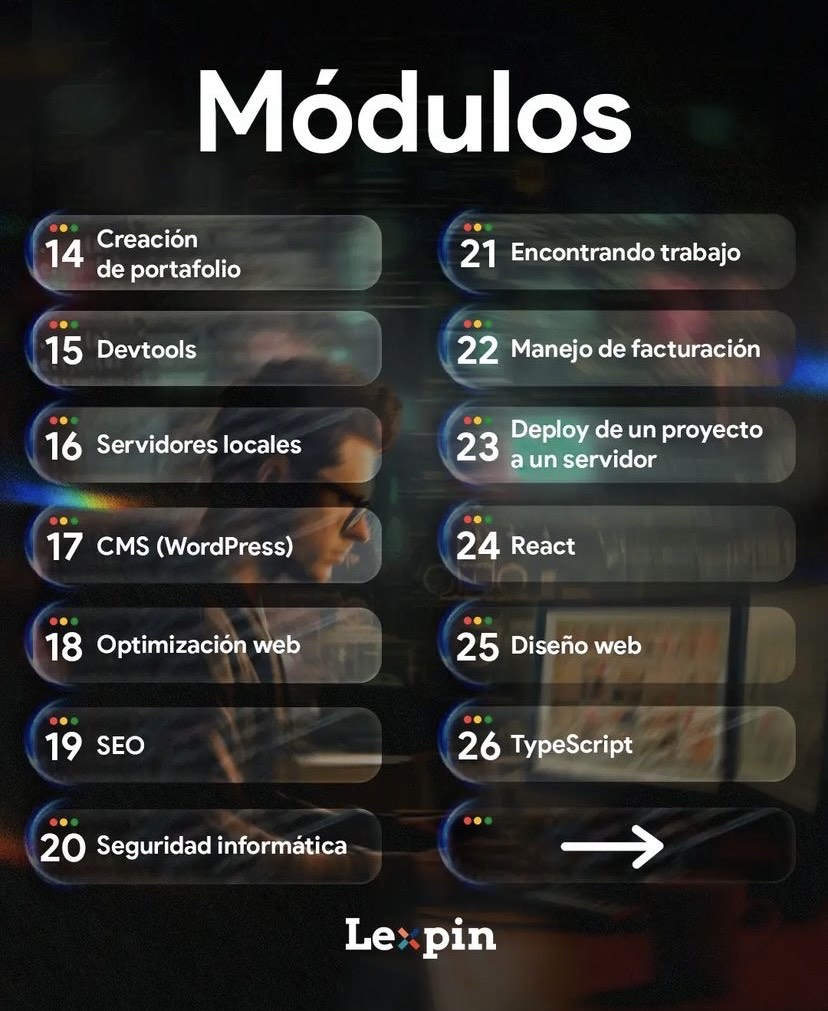 Módulos
14 Creación
de portafolio
15 Devtools
16 Servidores locales
17 CMS (WordPress)
18 Optimización web
19 SEO
20 Seguridad informática
21 Encontrando trabajo
22 Manejo de facturación
23 Deploy de un proyecto
a un servidor
24 React
25 Diseño web
26 TypeScript
Lexpin